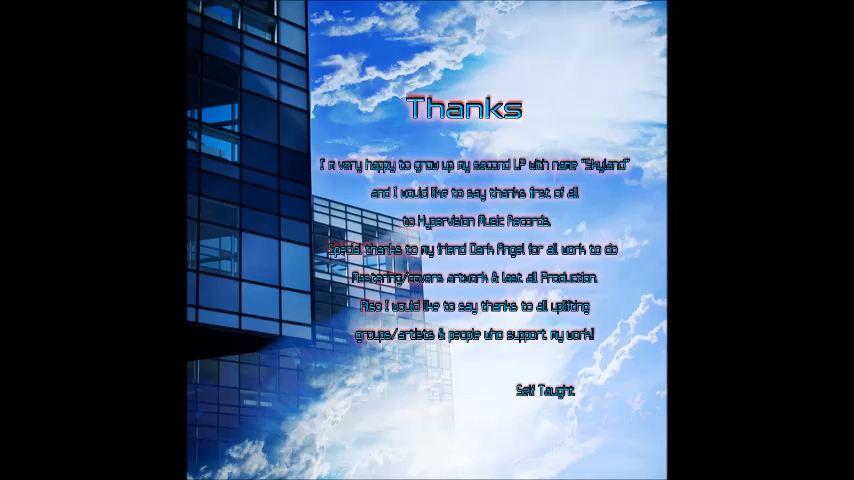 Thanks
I m very happy to grow up my second LP with name "Skyland"
and I would like to say thanks first of all
to Hypervision Music Records.
Special thanks to my friend Dark Angel for all work to do
Mastering/covers artwork & last all Production.
Also I would like to say thanks to all uplifting
groups/artists & people who support my work!
Self Taught